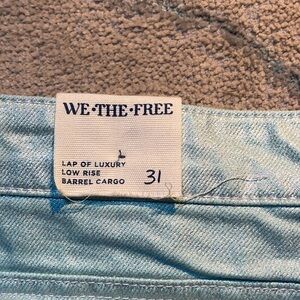 WE•THE•FREE
LAP OF LUXURY
LOW RISE
BARREL CARGO 31